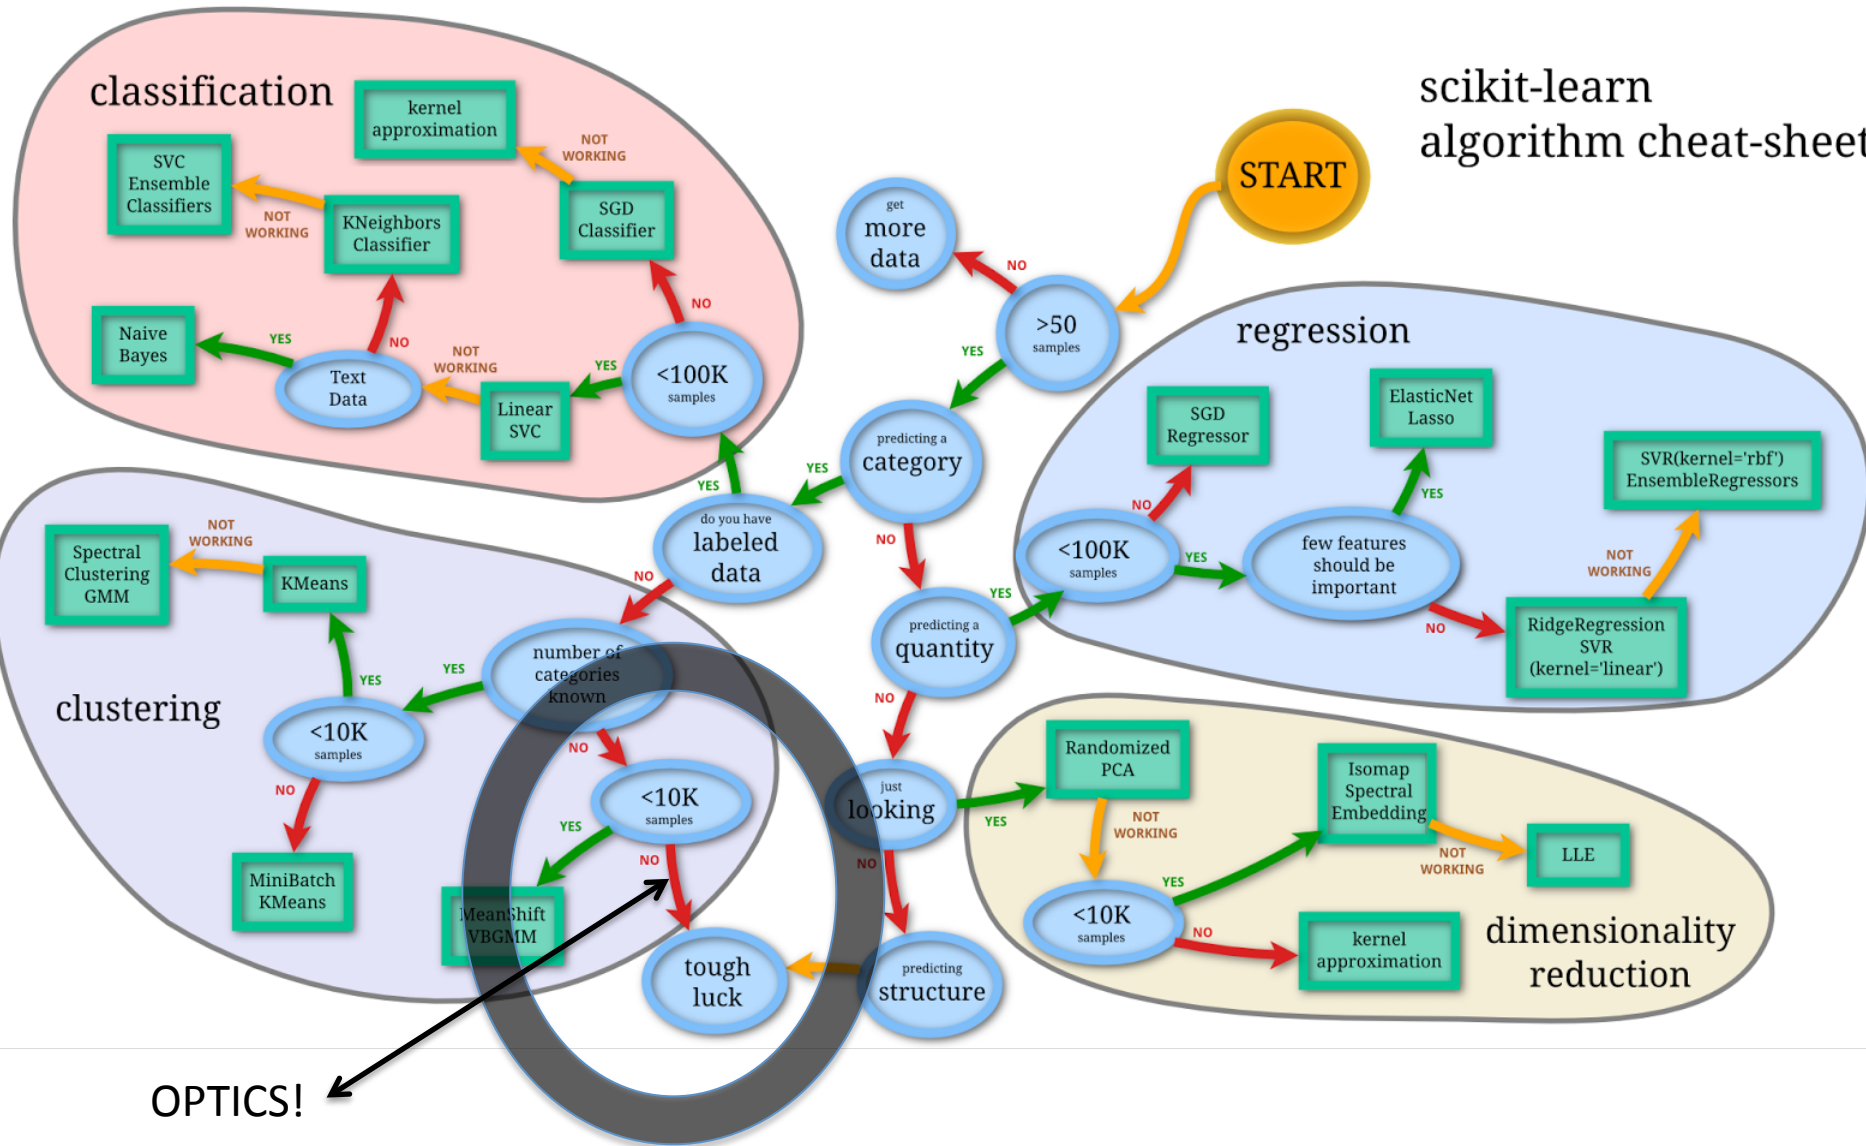 scikit-learn
algorithm cheat-sheet
START
get
more
data
NO
>50
samples
YES
predicting a
category
YES
NO
do you have
labeled
data
YES
NO
predicting a
quantity
YES
NO
just
looking
YES
NO
predicting
structure
tough
luck
classification
kernel
approximation
NOT
WORKING
SVC
Ensemble
Classifiers
NOT
WORKING
KNeighbors
Classifier
SGD
Classifier
NO
Naive
Bayes
YES
NO
Text
Data
NOT
WORKING
Linear
SVC
YES
<100K
samples
regression
SGD
Regressor
NO
<100K
samples
YES
ElasticNet
Lasso
YES
few features
should be
important
NO
SVR(kernel='rbf')
EnsembleRegressors
NOT
WORKING
RidgeRegression
SVR
(kernel='linear')
clustering
Spectral
Clustering
GMM
NOT
WORKING
KMeans
YES
<10K
samples
NO
MiniBatch
KMeans
YES
number of
categories
known
NO
<10K
samples
YES
NO
MeanShift
VBGMM
dimensionality
reduction
Randomized
PCA
NOT
WORKING
<10K
samples
YES
NO
Isomap
Spectral
Embedding
NOT
WORKING
LLE
kernel
approximation
OPTICS!